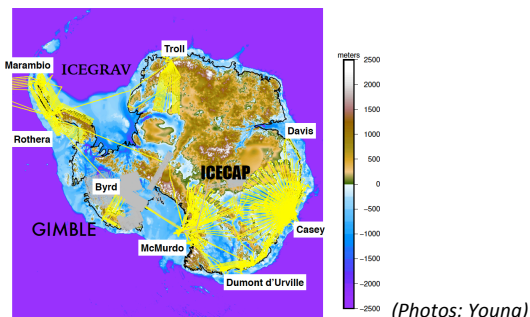 Troll
Marambio
ICEGRAV
Rothera
Davis
Byrd
ICECAP
GIMBLE
Casey
McMurdo
Dumont d'Urville
meters
2500
2000
1500
1000
500
0
−500
−1000
−1500
−2000
−2500
(Photos: Young)